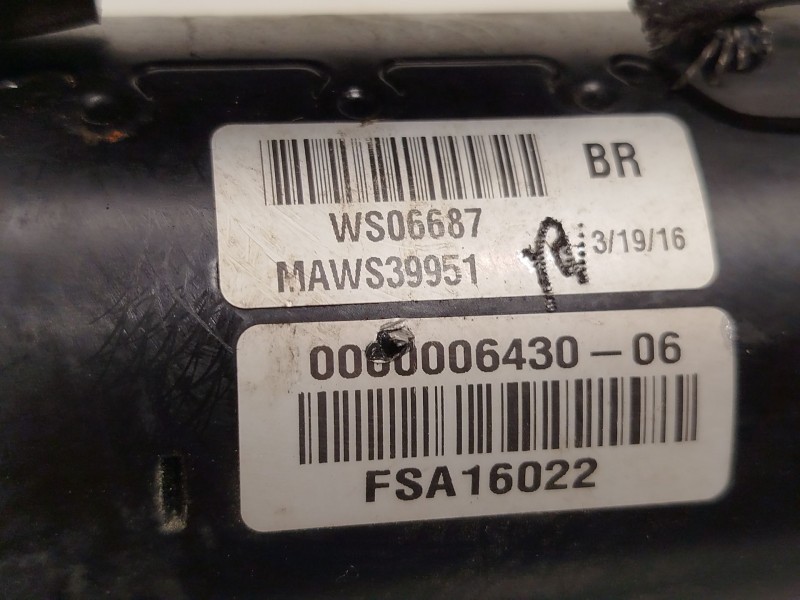 BR
WS06687
3/19/16
MAWS39951
0000006430-06
FSA16022